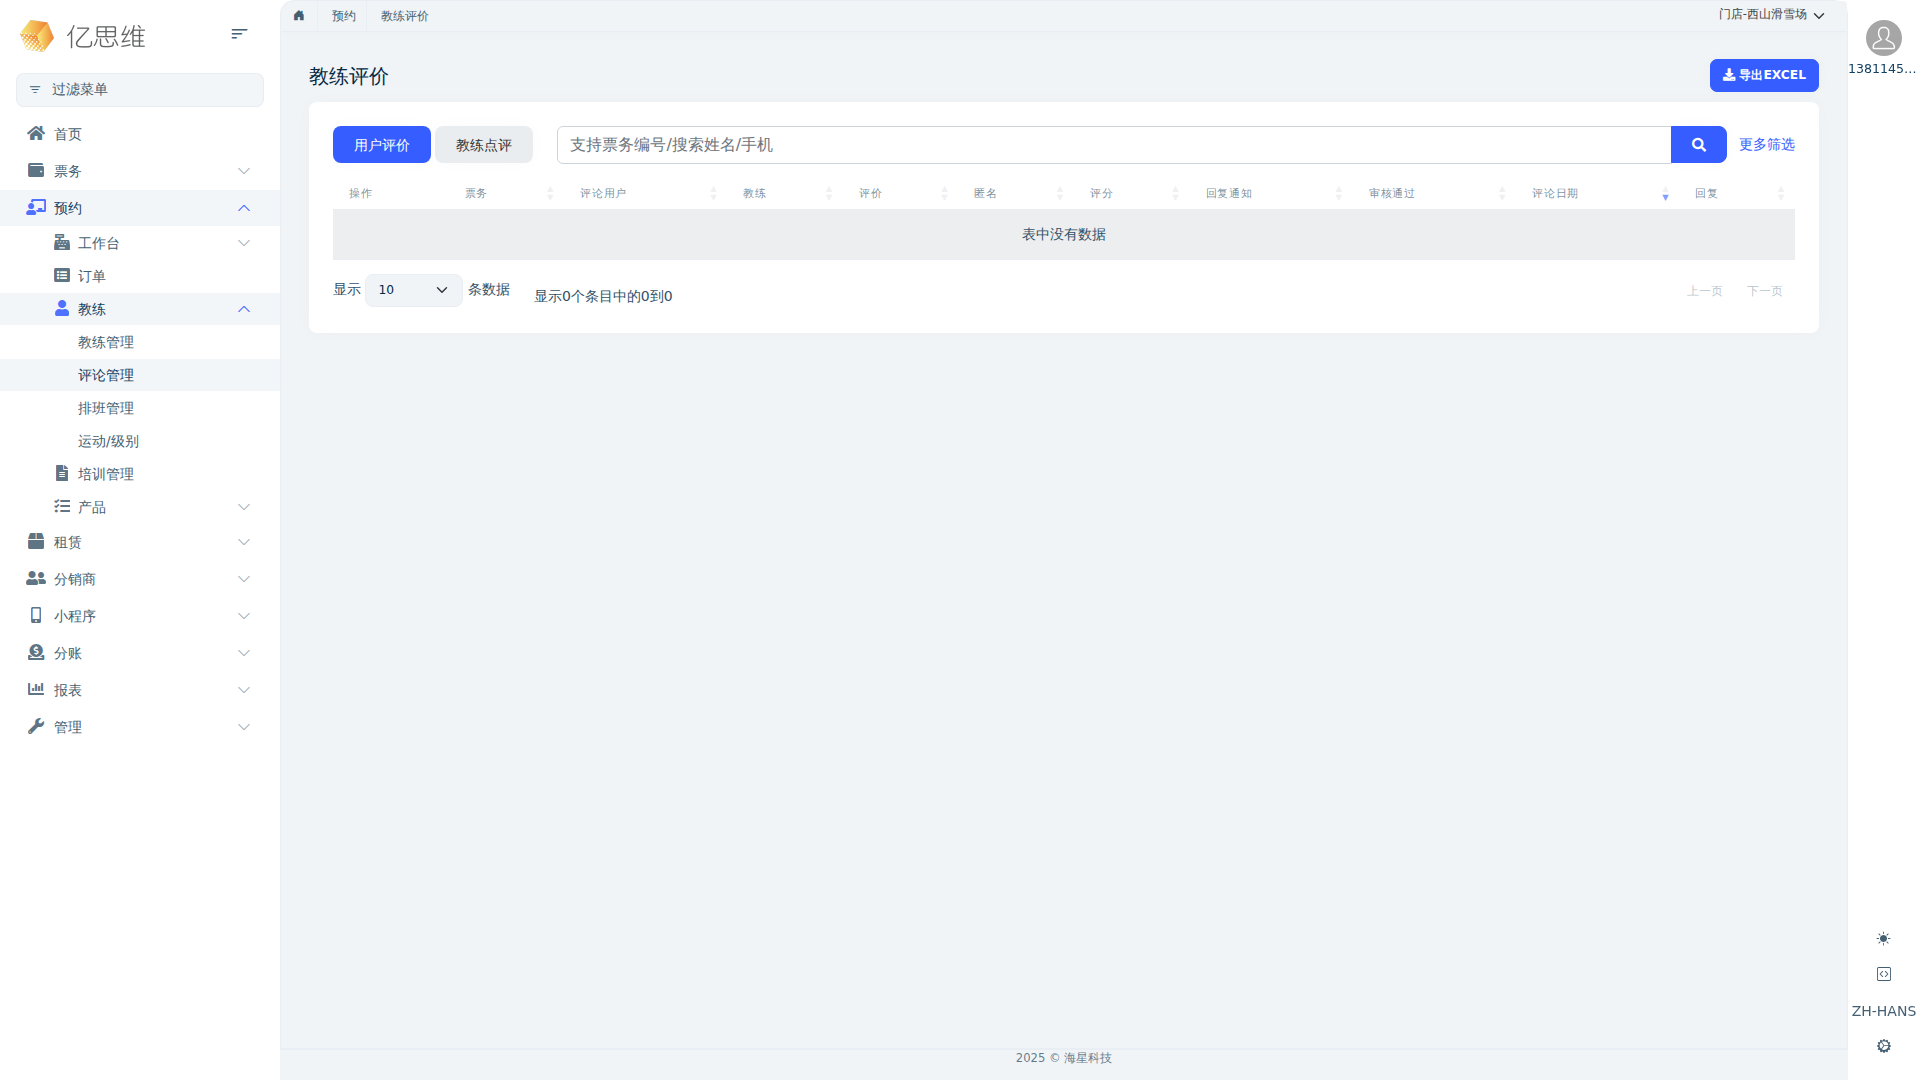 亿思维
过滤菜单
首页
票务
预约
工作台
订单
教练
教练管理
评论管理
排班管理
运动/级别
培训管理
产品
租赁
分销商
小程序
分账
报表
管理
预约
教练评价
门店-西山滑雪场
教练评价
导出EXCEL
用户评价
教练点评
支持票务编号/搜索姓名/手机
更多筛选
操作 票务 评论用户 教练 评价 匿名 评分 回复通知 审核通过 评论日期 回复
表中没有数据
显示 10 条数据 显示0个条目中的0到0
上一页 下一页
2025 © 海星科技
1381145...
ZH-HANS